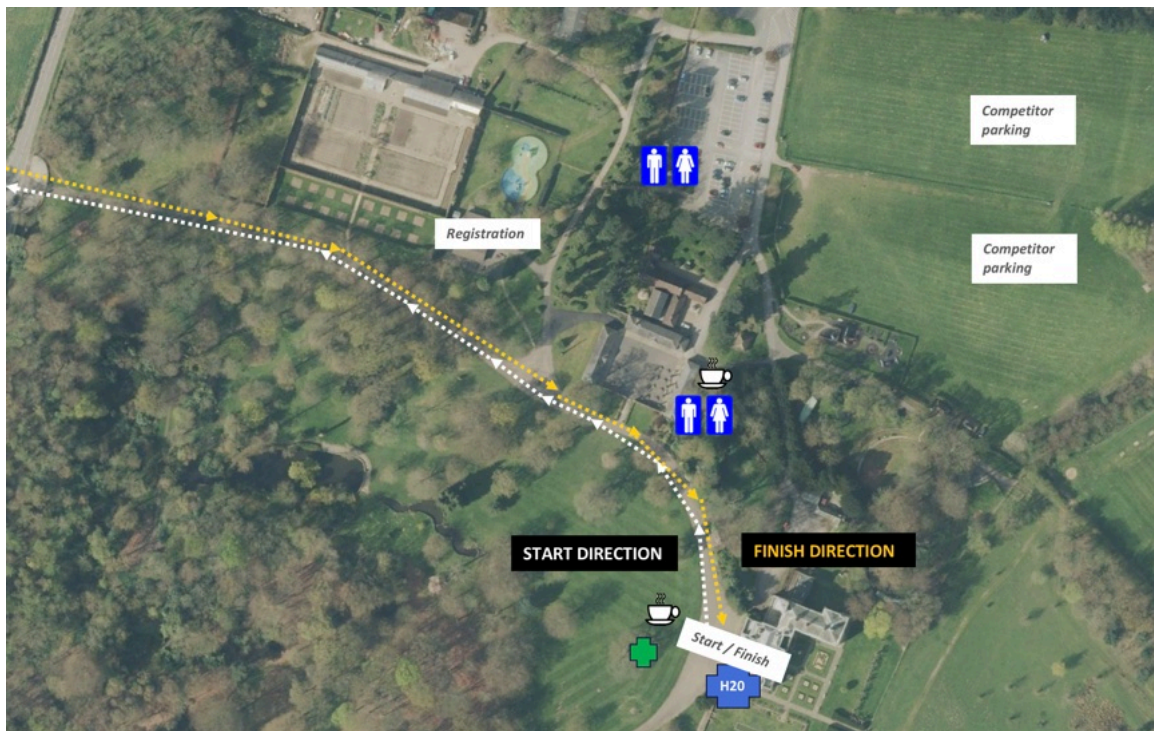 Competitor
parking
Registration
Competitor
parking
START DIRECTION
FINISH DIRECTION
Start / Finish
H20